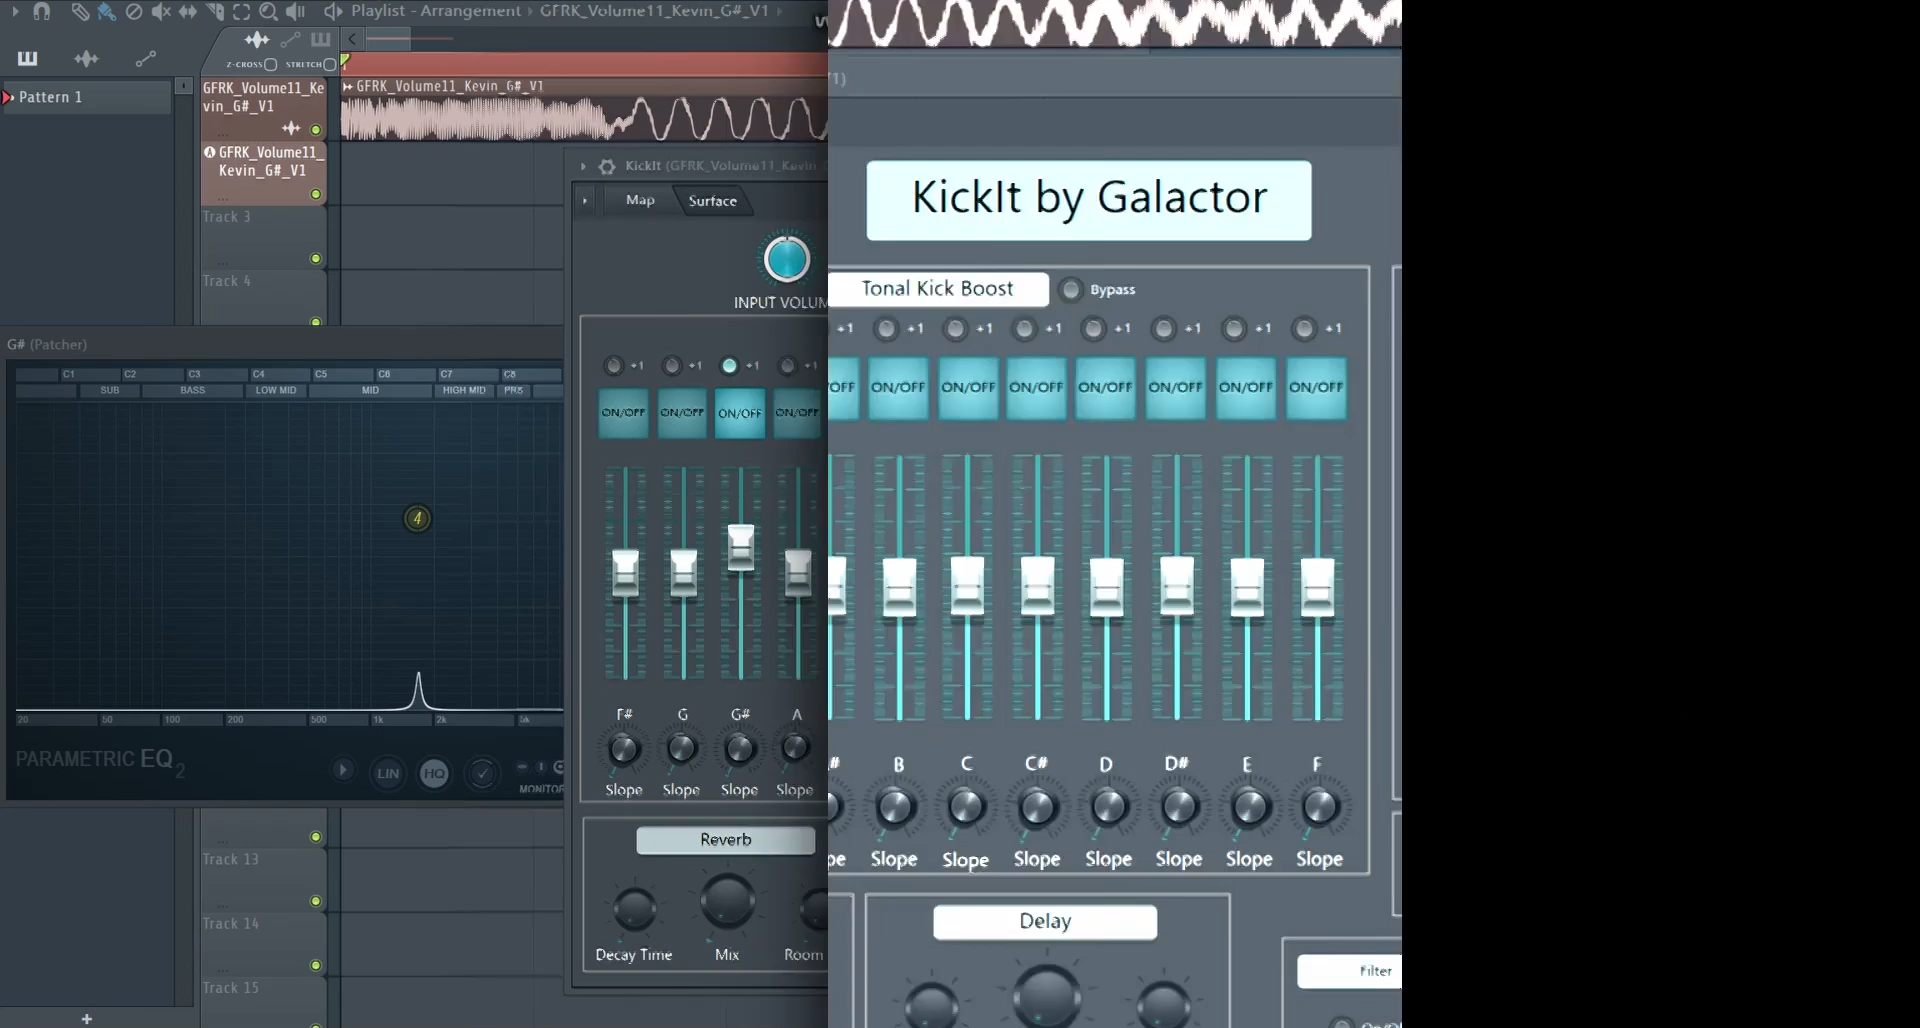 Playlist - Arrangement › GFRK_Volume11_Kevin_G#_V1 ›
Z-CROSS STRETCH
Pattern 1
GFRK_Volume11_Ke
vin_G#_V1
...
GFRK_Volume11_Kevin_G#_V1
A GFRK_Volume11_
Kevin_G#_V1
...
Track 3
...
Track 4
G# (Patcher)
C1 C2 C3 C4 C5 C6 C7 C8
SUB BASS LOW MID MID HIGH MID PRS
4
20 50 100 200 500 1k 2k 5k
PARAMETRIC EQ 2
LIN HQ
MONITOR
...
Track 13
...
Track 14
...
Track 15
+
KickIt (GFRK_Volume11_Kevin
Map Surface
INPUT VOLUM
+1 +1 +1 +1
ON/OFF ON/OFF ON/OFF ON/OFF
F# G G# A
Slope Slope Slope Slope
Reverb
Decay Time Mix Room
1)
KickIt by Galactor
Tonal Kick Boost Bypass
+1 +1 +1 +1 +1 +1 +1 +1
OFF ON/OFF ON/OFF ON/OFF ON/OFF ON/OFF ON/OFF ON/OFF
# B C C# D D# E F
pe Slope Slope Slope Slope Slope Slope Slope
Delay
Filter